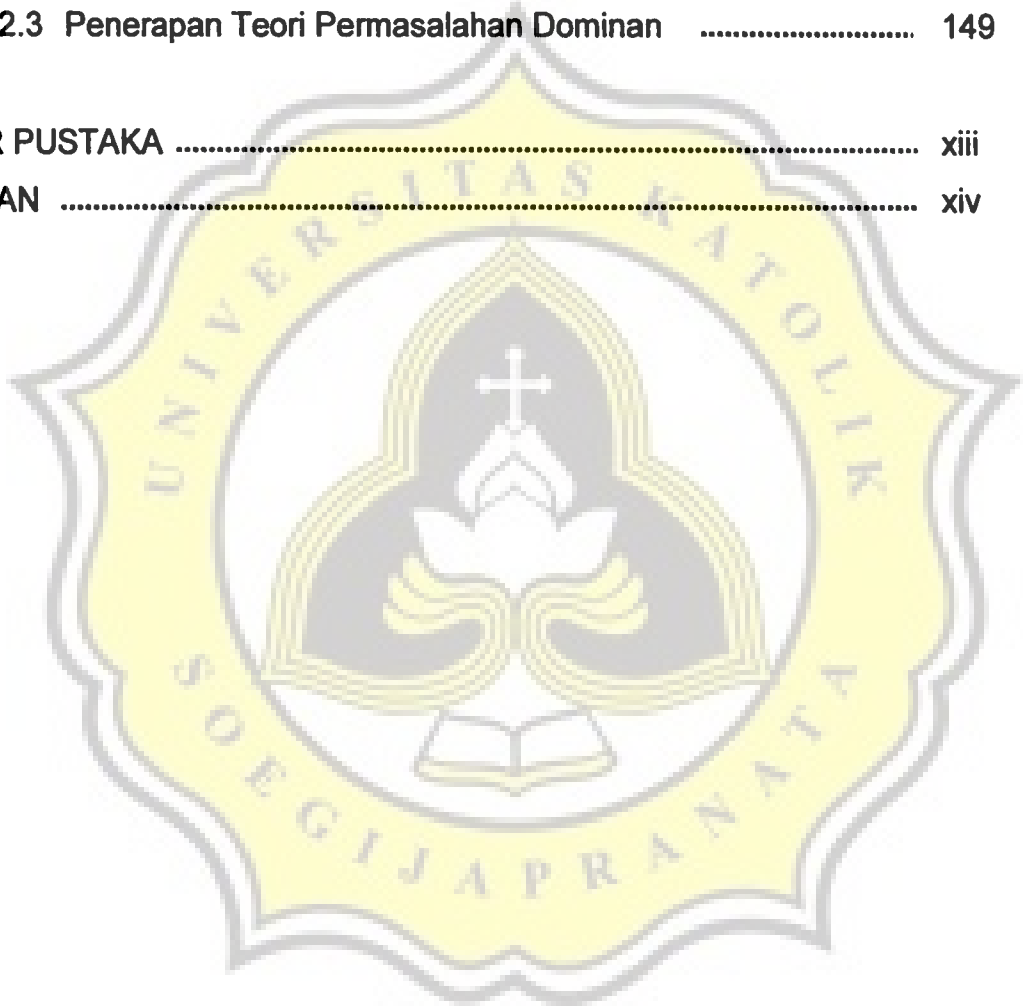 2.3 Penerapan Teori Permasalahan Dominan ........................... 149
R PUSTAKA ................................................................................ xiii
AN ............................................................................................. xiv
UNIVERSITAS KATOLIK
SOEGIJAPRANATA